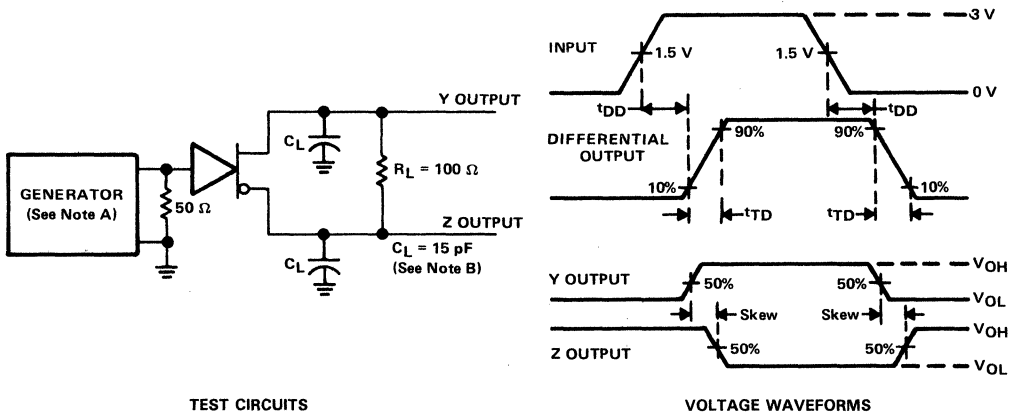 Y OUTPUT
C_L
R_L = 100 Ω
GENERATOR
(See Note A)
50 Ω
Z OUTPUT
C_L = 15 pF
(See Note B)
C_L
TEST CIRCUITS
3 V
INPUT
1.5 V
1.5 V
0 V
t_DD
t_DD
DIFFERENTIAL
OUTPUT
90%
90%
10%
10%
t_TD
t_TD
V_OH
Y OUTPUT
50%
50%
V_OL
Skew
Skew
V_OH
Z OUTPUT
50%
50%
V_OL
VOLTAGE WAVEFORMS